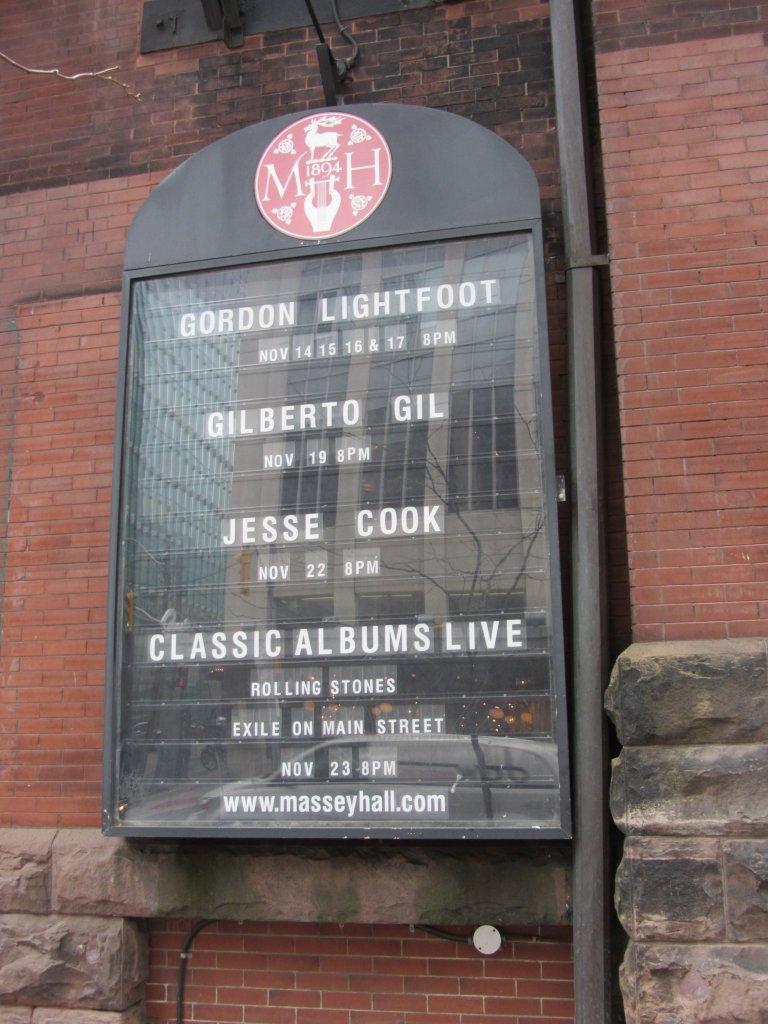 M H
1894
GORDON LIGHTFOOT
NOV 14 15 16 & 17 8PM
GILBERTO GIL
NOV 19 8PM
JESSE COOK
NOV 22 8PM
CLASSIC ALBUMS LIVE
ROLLING STONES
EXILE ON MAIN STREET
NOV 23 8PM
www.masseyhall.com